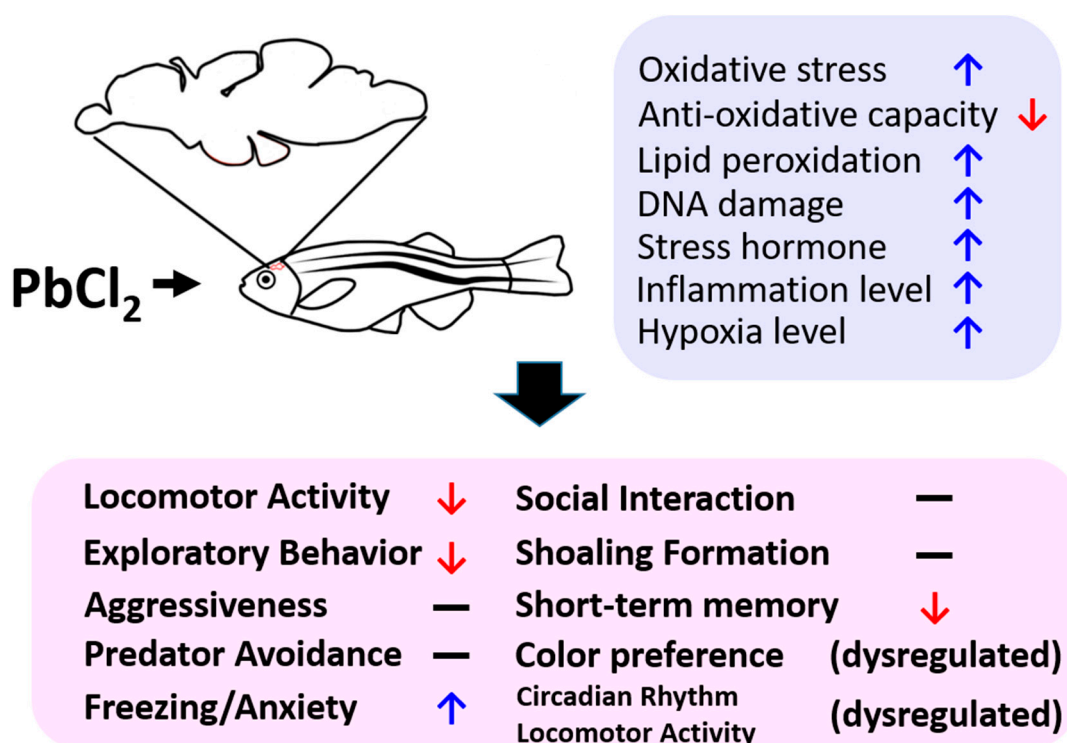 Oxidative stress ↑
Anti-oxidative capacity ↓
Lipid peroxidation ↑
DNA damage ↑
Stress hormone ↑
Inflammation level ↑
Hypoxia level ↑
PbCl₂ →
Locomotor Activity ↓
Exploratory Behavior ↓
Aggressiveness —
Predator Avoidance —
Freezing/Anxiety ↑
Social Interaction —
Shoaling Formation —
Short-term memory ↓
Color preference (dysregulated)
Circadian Rhythm
Locomotor Activity (dysregulated)